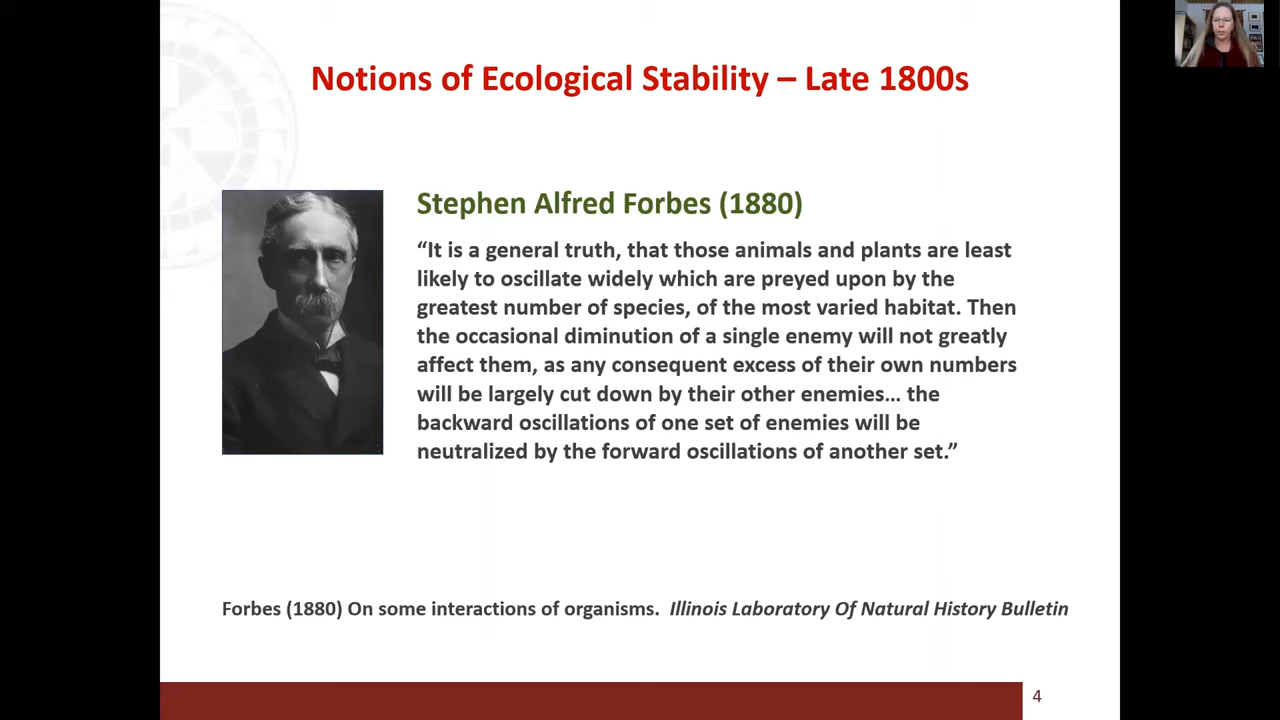 Notions of Ecological Stability – Late 1800s
Stephen Alfred Forbes (1880)
“It is a general truth, that those animals and plants are least
likely to oscillate widely which are preyed upon by the
greatest number of species, of the most varied habitat. Then
the occasional diminution of a single enemy will not greatly
affect them, as any consequent excess of their own numbers
will be largely cut down by their other enemies… the
backward oscillations of one set of enemies will be
neutralized by the forward oscillations of another set.”
Forbes (1880) On some interactions of organisms. Illinois Laboratory Of Natural History Bulletin
4